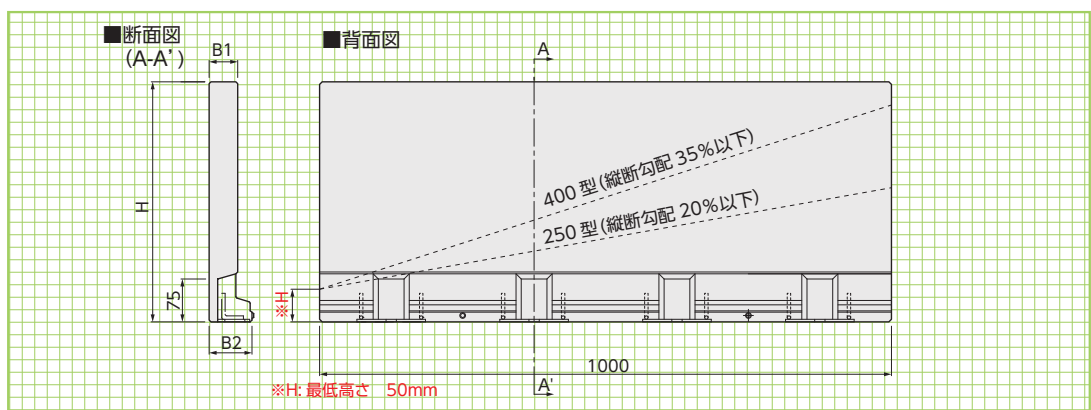 ■断面図
(A-A')
■背面図
B1
A
H
400 型(縦断勾配 35%以下)
250 型(縦断勾配 20%以下)
75
※H
B2
1000
※H: 最低高さ 50mm
A'